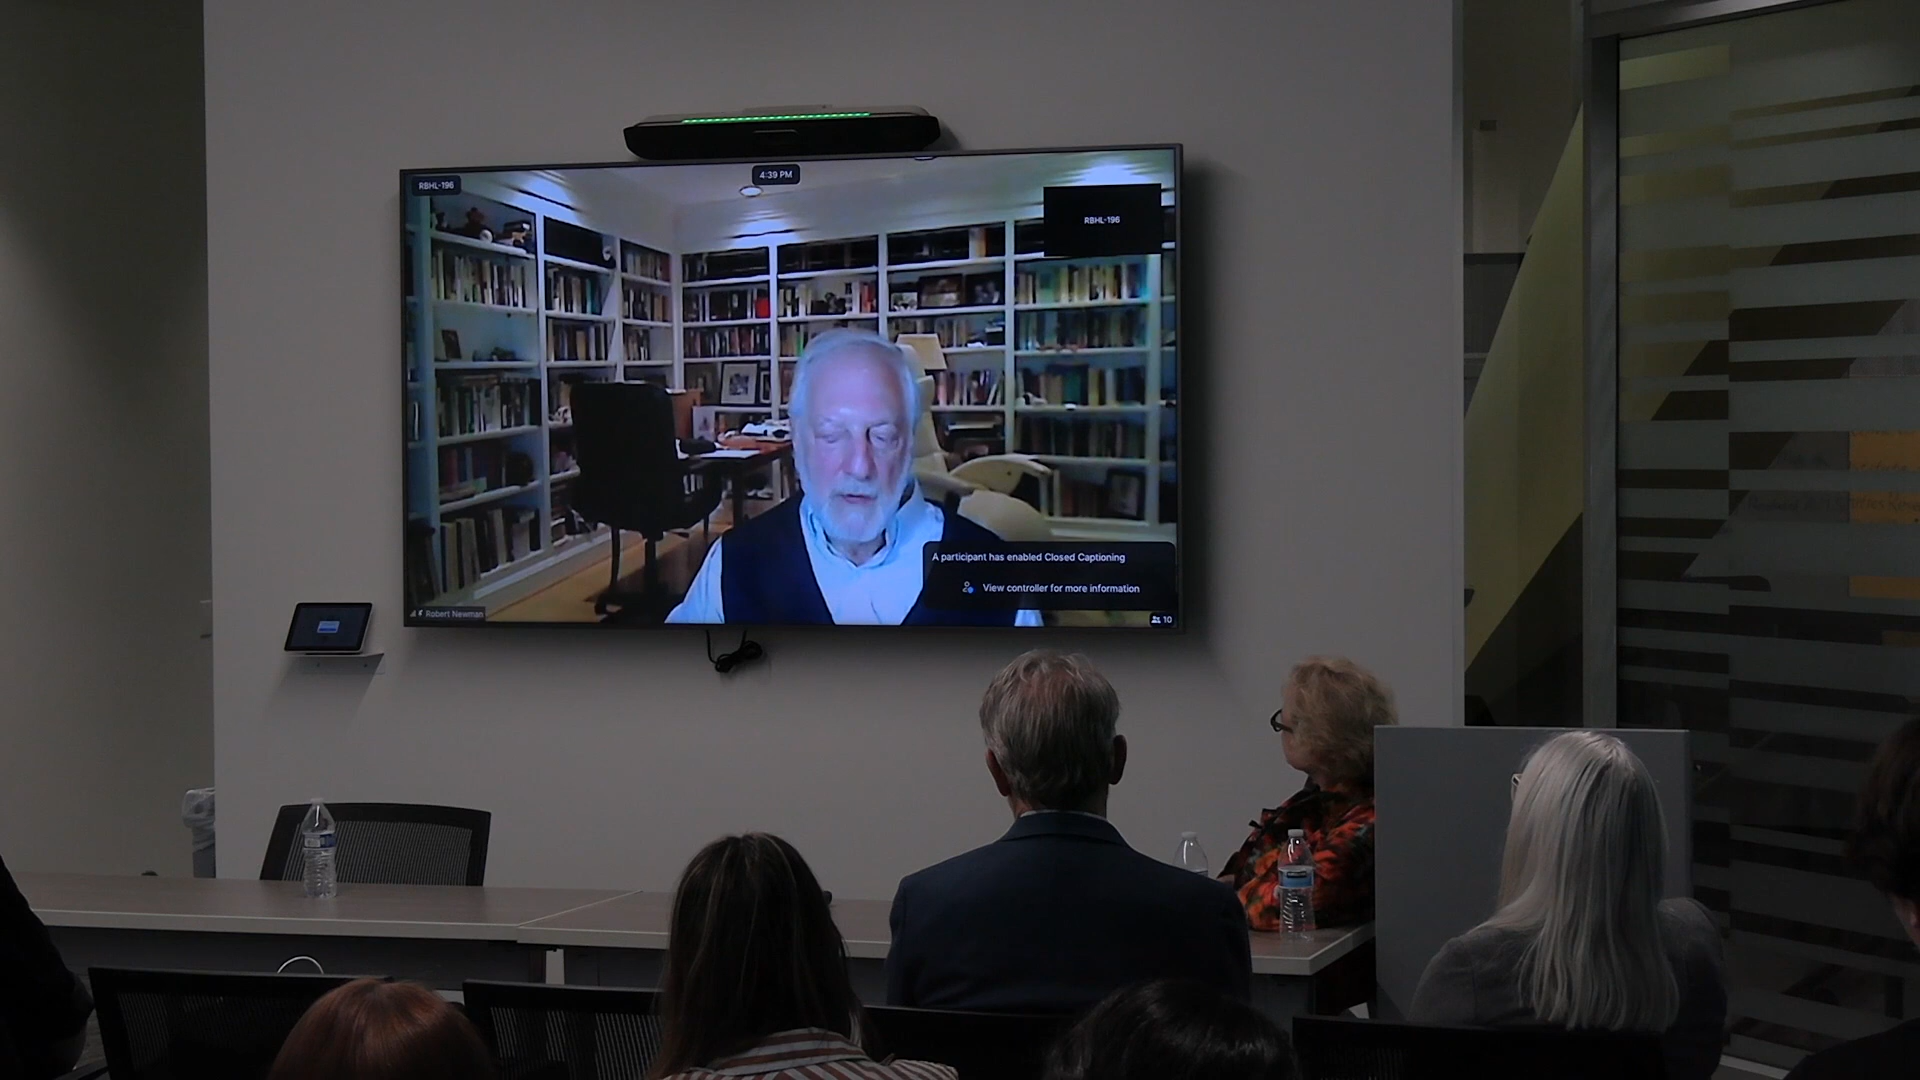 RBHL-196
4:39 PM
RBHL-196
A participant has enabled Closed Captioning
View controller for more information
Robert Newman
10